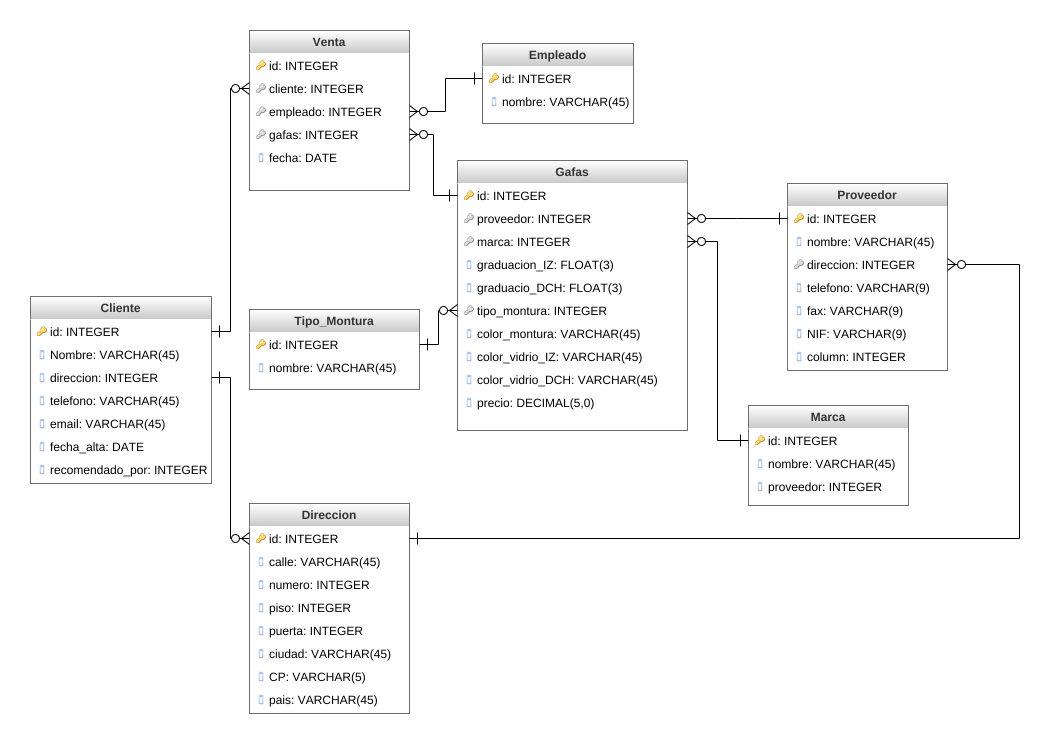 Venta
id: INTEGER
cliente: INTEGER
empleado: INTEGER
gafas: INTEGER
fecha: DATE
Empleado
id: INTEGER
nombre: VARCHAR(45)
Gafas
id: INTEGER
proveedor: INTEGER
marca: INTEGER
graduacion_IZ: FLOAT(3)
graduacio_DCH: FLOAT(3)
tipo_montura: INTEGER
color_montura: VARCHAR(45)
color_vidrio_IZ: VARCHAR(45)
color_vidrio_DCH: VARCHAR(45)
precio: DECIMAL(5,0)
Proveedor
id: INTEGER
nombre: VARCHAR(45)
direccion: INTEGER
telefono: VARCHAR(9)
fax: VARCHAR(9)
NIF: VARCHAR(9)
column: INTEGER
Cliente
id: INTEGER
Nombre: VARCHAR(45)
direccion: INTEGER
telefono: VARCHAR(45)
email: VARCHAR(45)
fecha_alta: DATE
recomendado_por: INTEGER
Tipo_Montura
id: INTEGER
nombre: VARCHAR(45)
Marca
id: INTEGER
nombre: VARCHAR(45)
proveedor: INTEGER
Direccion
id: INTEGER
calle: VARCHAR(45)
numero: INTEGER
piso: INTEGER
puerta: INTEGER
ciudad: VARCHAR(45)
CP: VARCHAR(5)
pais: VARCHAR(45)